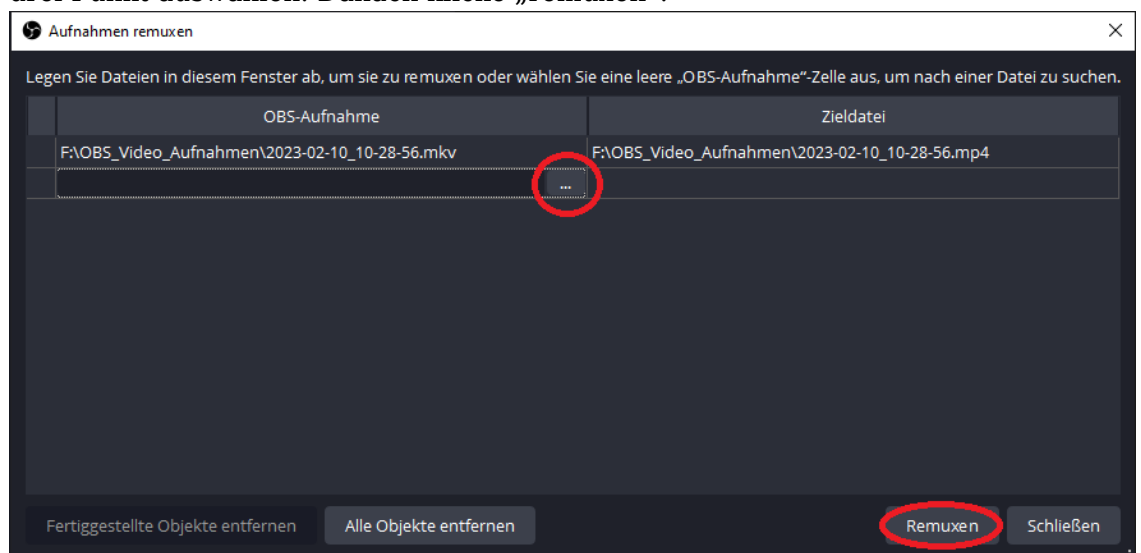 Aufnahmen remuxen
Legen Sie Dateien in diesem Fenster ab, um sie zu remuxen oder wählen Sie eine leere „OBS-Aufnahme“-Zelle aus, um nach einer Datei zu suchen.
OBS-Aufnahme Zieldatei
F:\OBS_Video_Aufnahmen\2023-02-10_10-28-56.mkv F:\OBS_Video_Aufnahmen\2023-02-10_10-28-56.mp4
...
Fertiggestellte Objekte entfernen Alle Objekte entfernen Remuxen Schließen